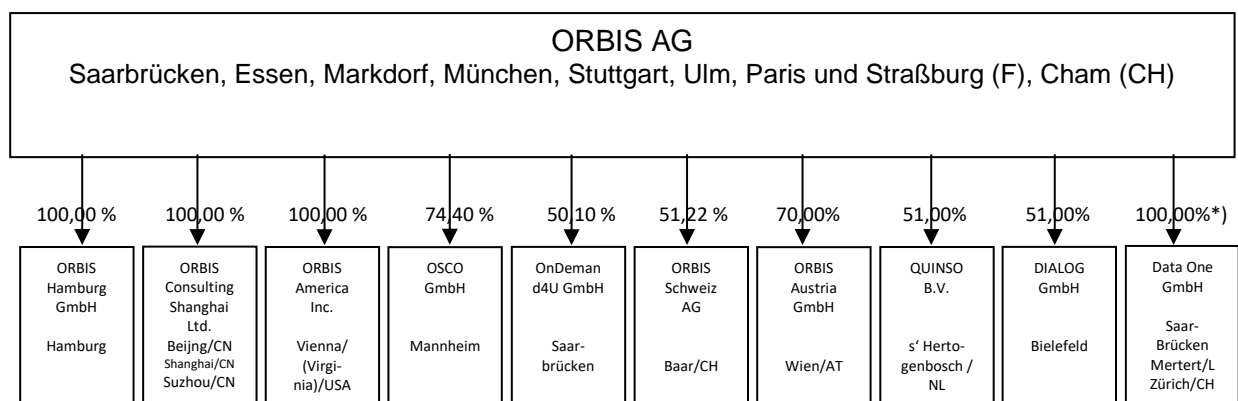 ORBIS AG
Saarbrücken, Essen, Markdorf, München, Stuttgart, Ulm, Paris und Straßburg (F), Cham (CH)
100,00 %
100,00 %
100,00 %
74,40 %
50,10 %
51,22 %
70,00%
51,00%
51,00%
100,00%*)
ORBIS
Hamburg
GmbH
Hamburg
ORBIS
Consulting
Shanghai
Ltd.
Beijng/CN
Shanghai/CN
Suzhou/CN
ORBIS
America
Inc.
Vienna/
(Virgi-
nia)/USA
OSCO
GmbH
Mannheim
OnDeman
d4U GmbH
Saar-
brücken
ORBIS
Schweiz
AG
Baar/CH
ORBIS
Austria
GmbH
Wien/AT
QUINSO
B.V.
s‘ Herto-
genbosch /
NL
DIALOG
GmbH
Bielefeld
Data One
GmbH
Saar-
Brücken
Mertert/L
Zürich/CH